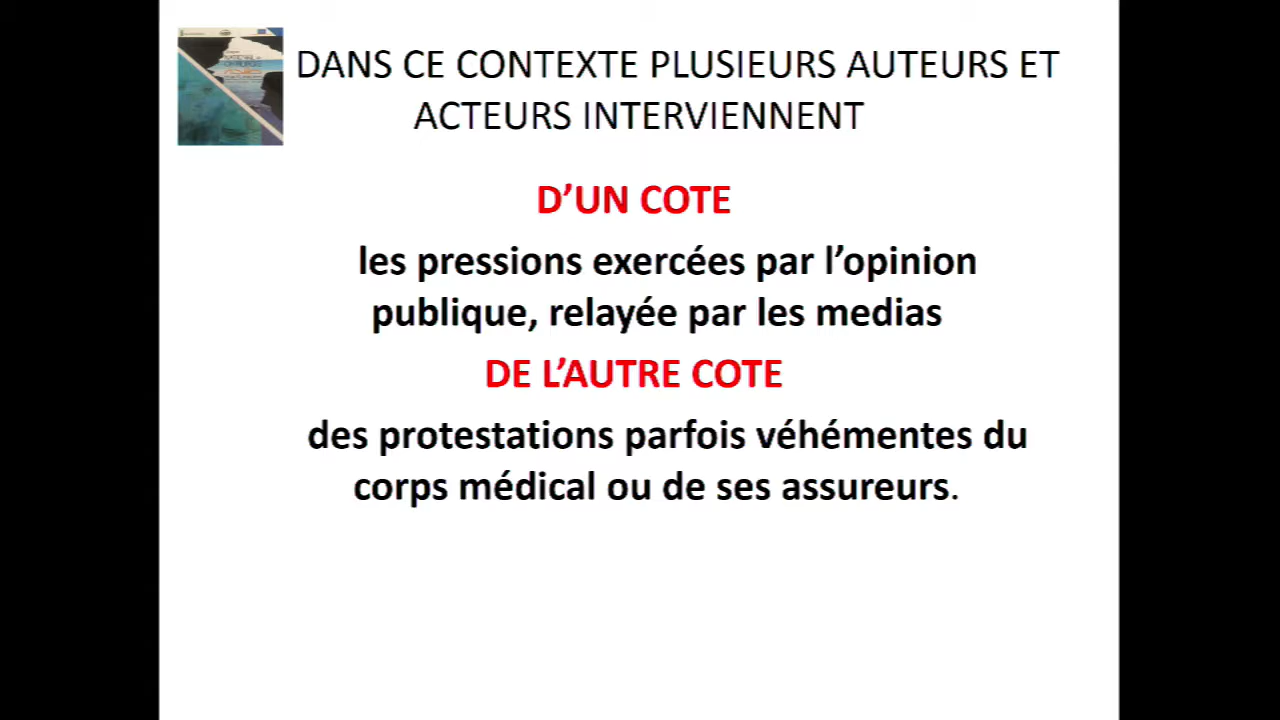 DANS CE CONTEXTE PLUSIEURS AUTEURS ET
ACTEURS INTERVIENNENT
D’UN COTE
les pressions exercées par l’opinion
publique, relayée par les medias
DE L’AUTRE COTE
des protestations parfois véhémentes du
corps médical ou de ses assureurs.